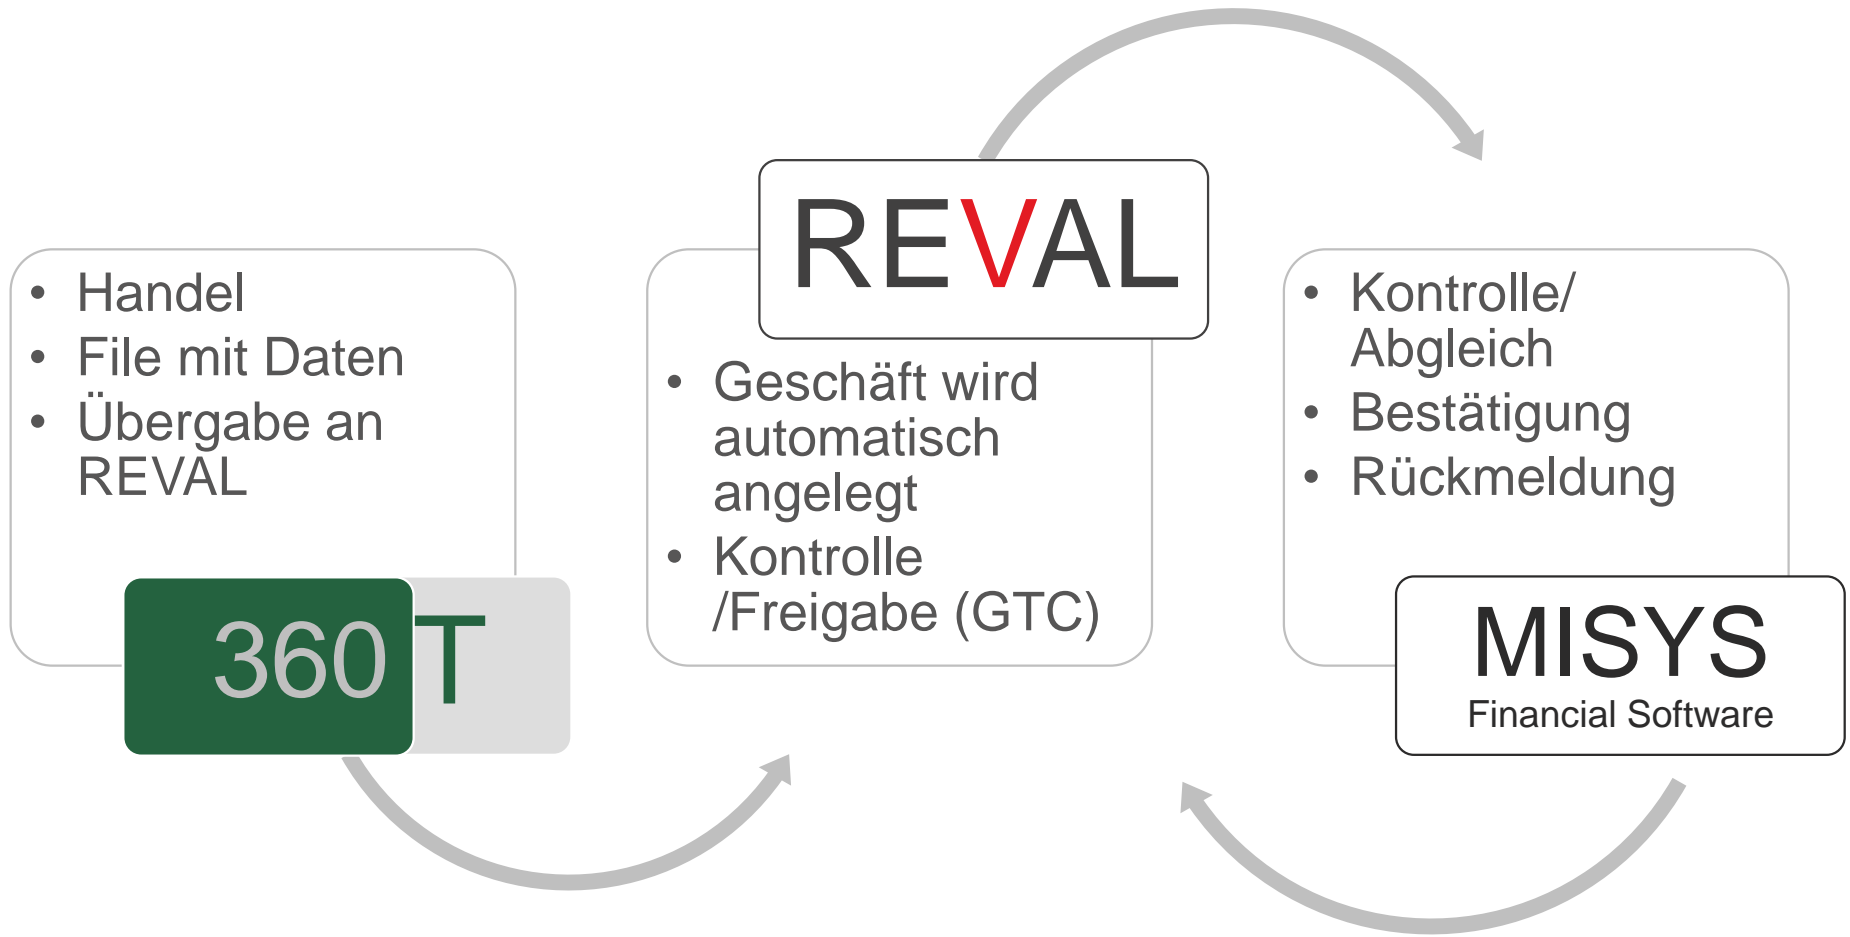 • Handel
• File mit Daten
• Übergabe an
REVAL
360 T
REVAL
• Geschäft wird
automatisch
angelegt
• Kontrolle
/Freigabe (GTC)
• Kontrolle/
Abgleich
• Bestätigung
• Rückmeldung
MISYS
Financial Software